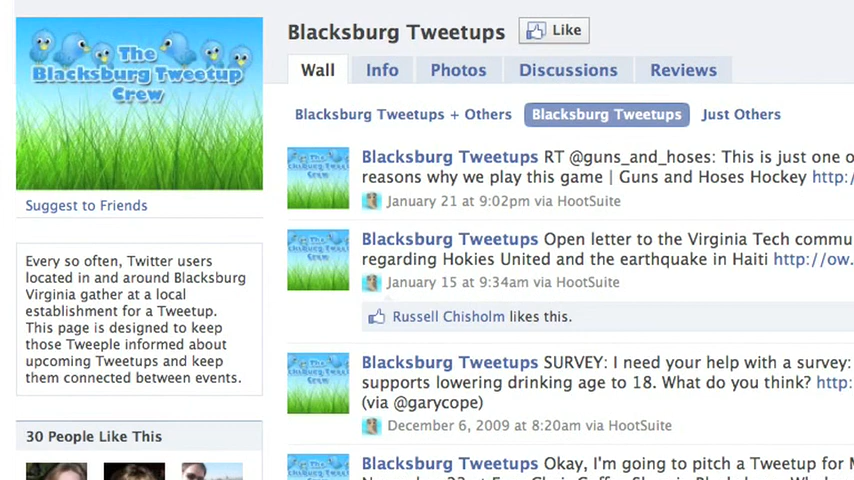 Blacksburg Tweetups Like
The
Blacksburg Tweetup
Crew
Wall Info Photos Discussions Reviews
Blacksburg Tweetups + Others Blacksburg Tweetups Just Others
Suggest to Friends
Every so often, Twitter users
located in and around Blacksburg
Virginia gather at a local
establishment for a Tweetup.
This page is designed to keep
those Tweeple informed about
upcoming Tweetups and keep
them connected between events.
30 People Like This
Blacksburg Tweetups RT @guns_and_hoses: This is just one o
reasons why we play this game | Guns and Hoses Hockey http:/
January 21 at 9:02pm via HootSuite
Blacksburg Tweetups Open letter to the Virginia Tech commu
regarding Hokies United and the earthquake in Haiti http://ow.
January 15 at 9:34am via HootSuite
Russell Chisholm likes this.
Blacksburg Tweetups SURVEY: I need your help with a survey:
supports lowering drinking age to 18. What do you think? http:
(via @garycope)
December 6, 2009 at 8:20am via HootSuite
Blacksburg Tweetups Okay, I'm going to pitch a Tweetup for